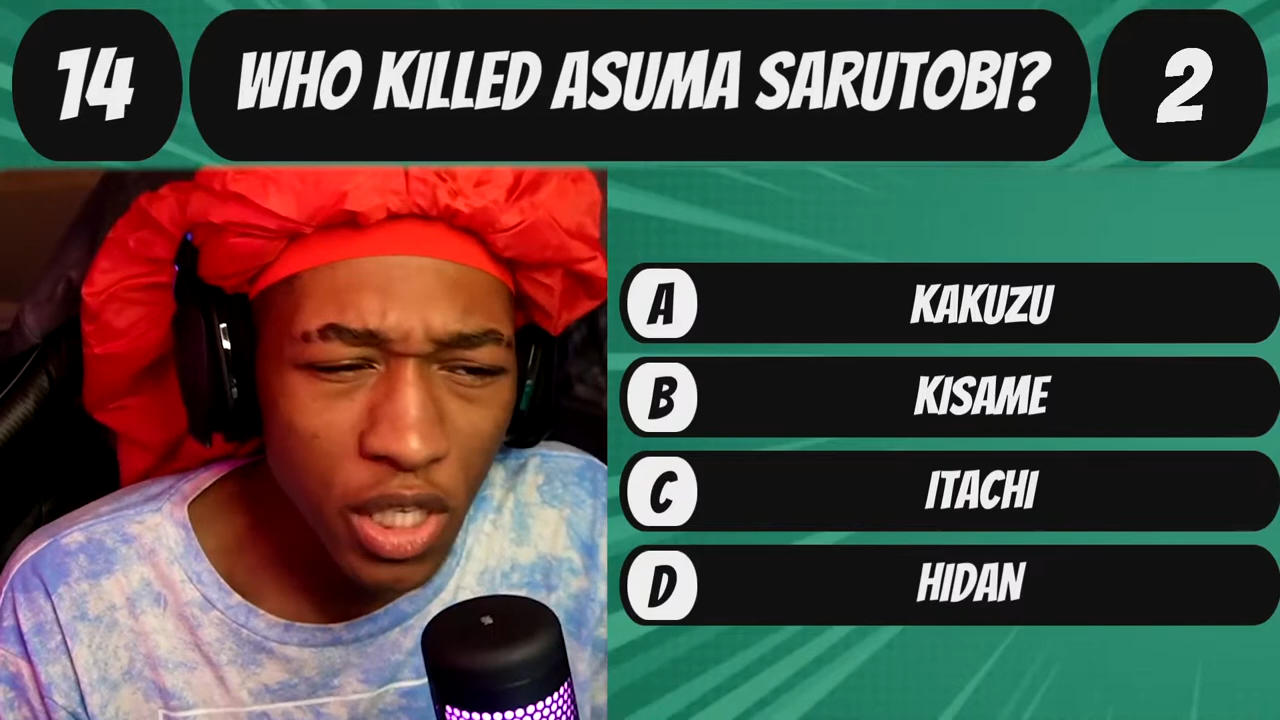 14
WHO KILLED ASUMA SARUTOBI?
2
A KAKUZU
B KISAME
C ITACHI
D HIDAN